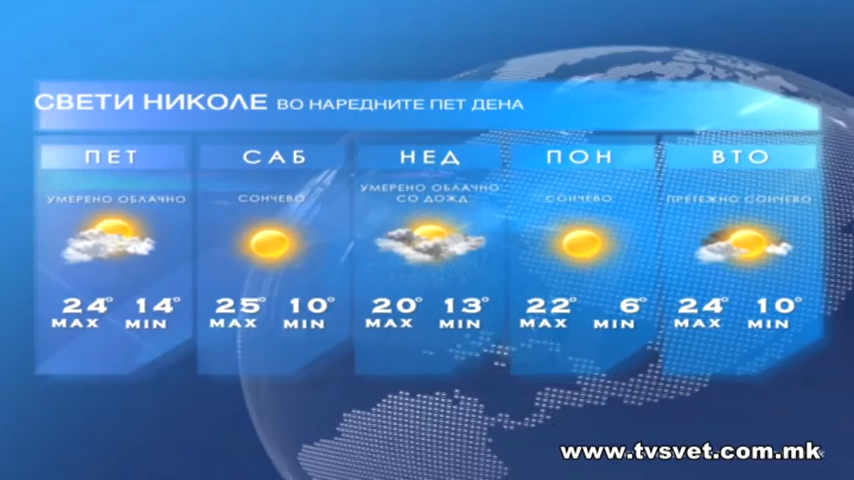 СВЕТИ НИКОЛЕ ВО НАРЕДНИТЕ ПЕТ ДЕНА
ПЕТ САБ НЕД ПОН ВТО
УМЕРЕНО ОБЛАЧНО СОНЧЕВО УМЕРЕНО ОБЛАЧНО СО ДОЖД СОНЧЕВО ПРЕТЕЖНО СОНЧЕВО
24° 14° 25° 10° 20° 13° 22° 6° 24° 10°
MAX MIN MAX MIN MAX MIN MAX MIN MAX MIN
www.tvsvet.com.mk